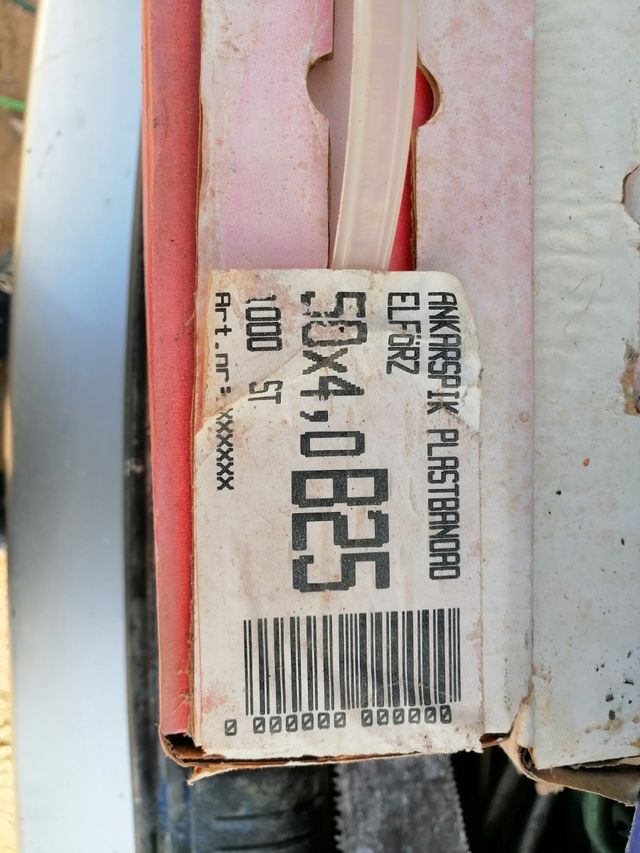 ANKARSPIK PLASTBANDAD
ELFÖRZ
50x4,0 B25
1000 ST
Art.nr: xxxxxx
0 000000 000000